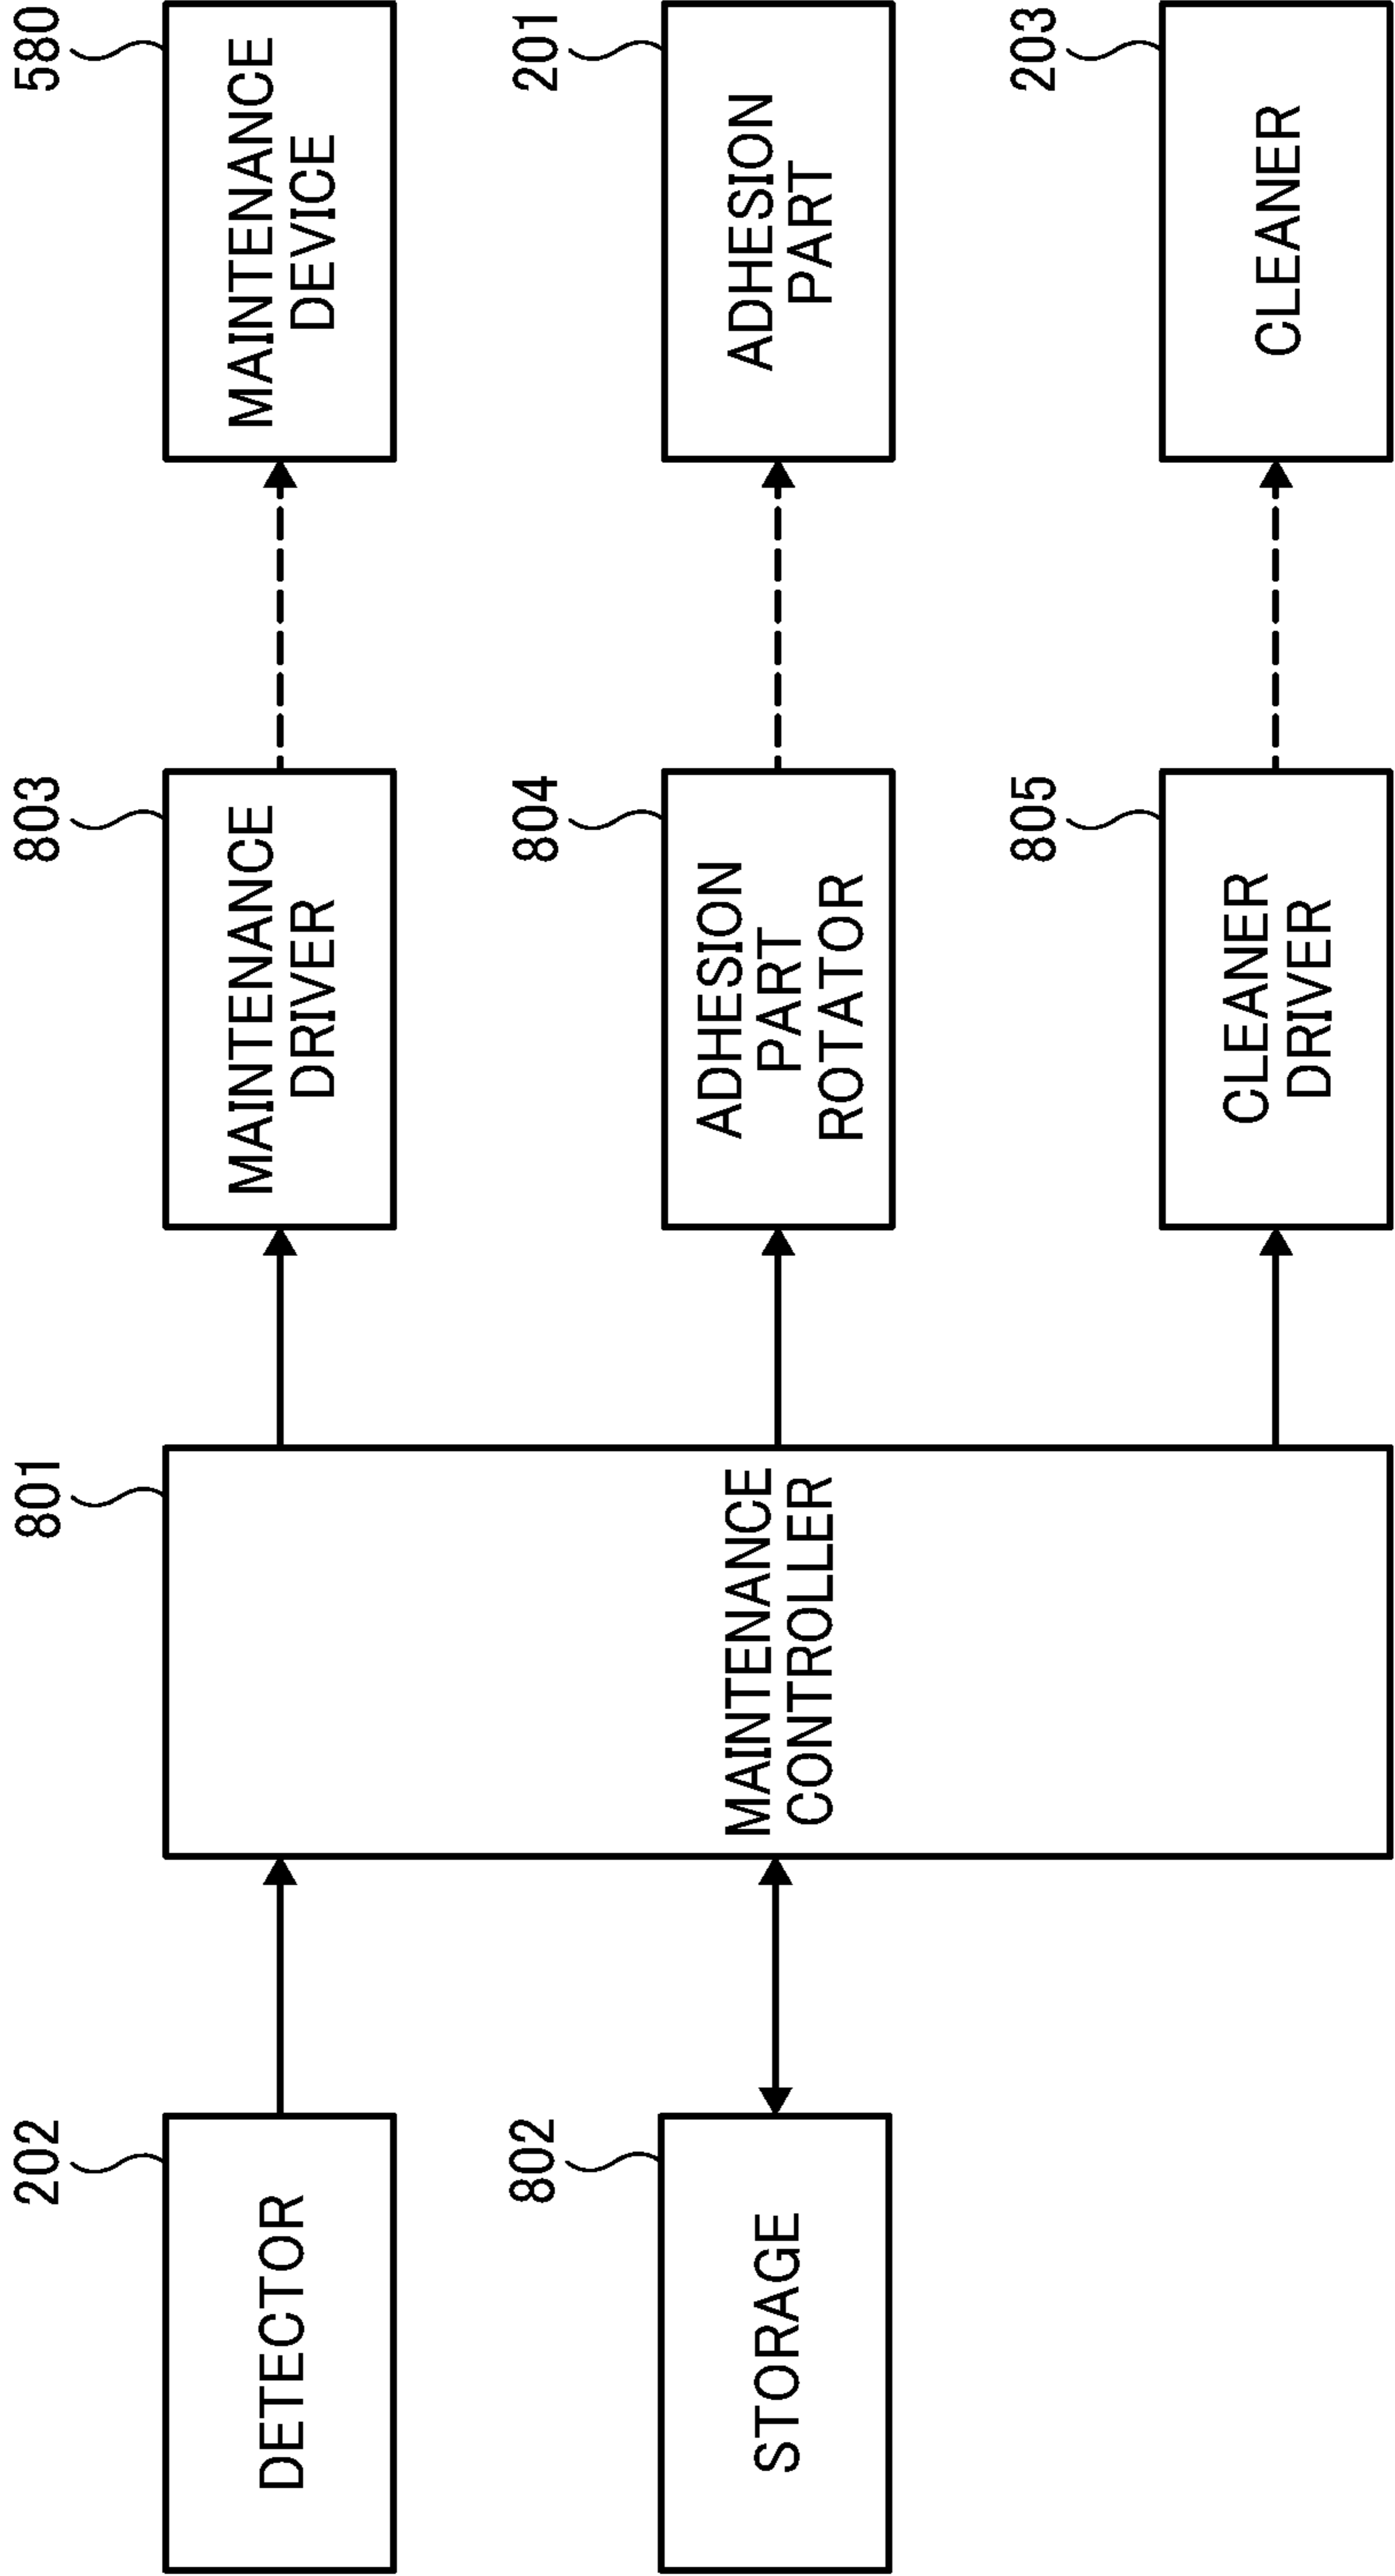 202
DETECTOR
802
STORAGE
801
MAINTENANCE
CONTROLLER
803
MAINTENANCE
DRIVER
804
ADHESION
PART
ROTATOR
805
CLEANER
DRIVER
580
MAINTENANCE
DEVICE
201
ADHESION
PART
203
CLEANER